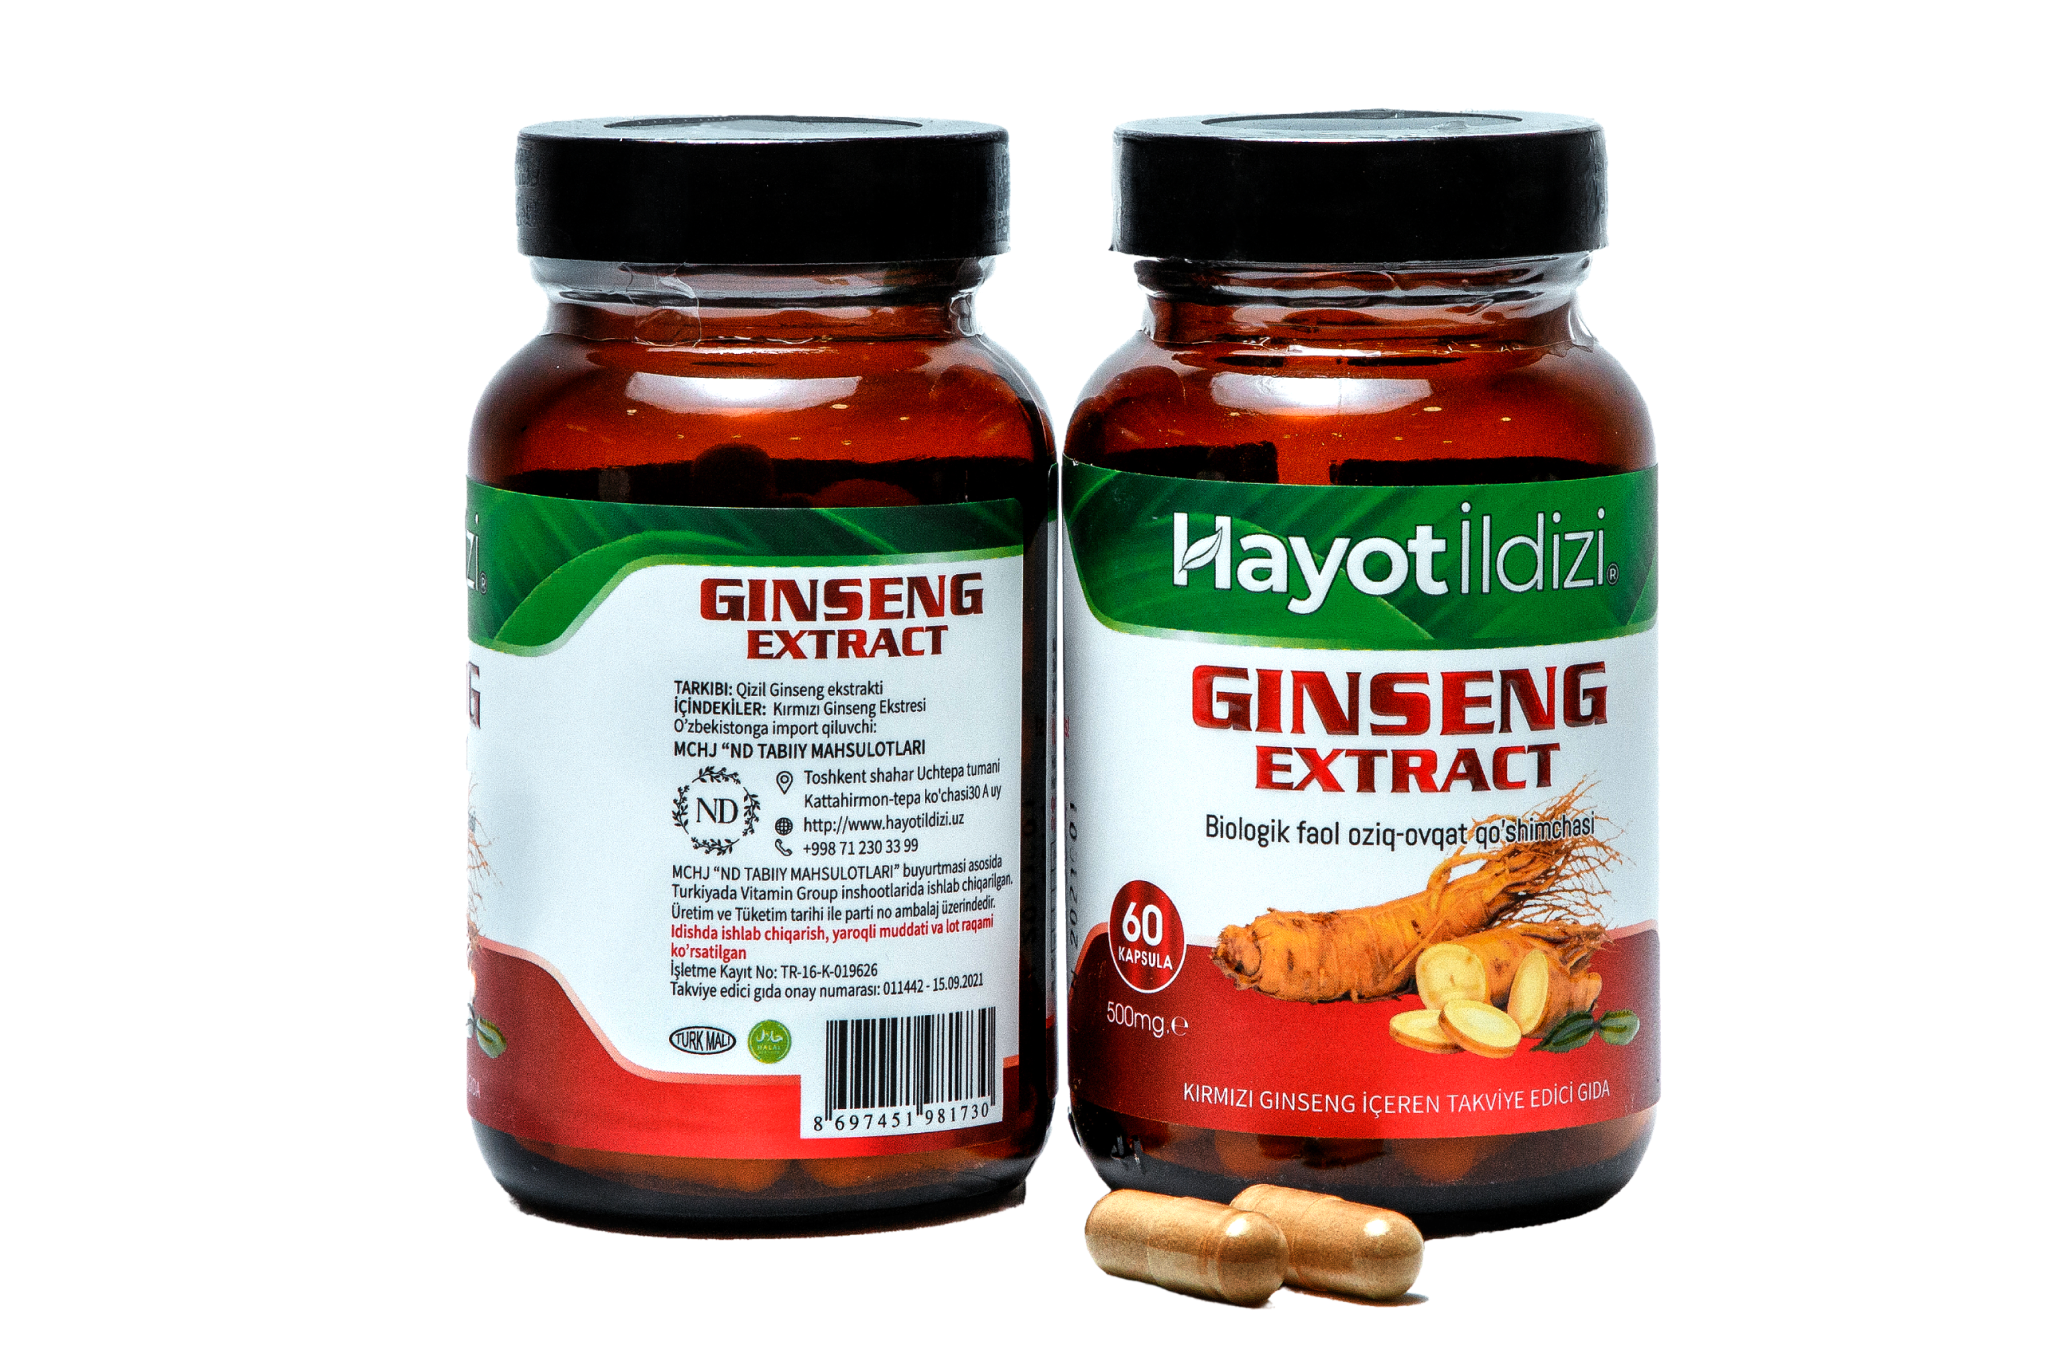 GINSENG
EXTRACT
TARKIBI: Qizil Ginseng ekstrakti
İÇİNDEKİLER: Kırmızı Ginseng Ekstresi
O'zbekistonga import qiluvchi:
MCHJ "ND TABIIY MAHSULOTLARI
ND
Toshkent shahar Uchtepa tumani
Kattahirmon-tepa ko'chasi30 A uy
http://www.hayotildizi.uz
+998 71 230 33 99
MCHJ "ND TABIIY MAHSULOTLARI" buyurtmasi asosida
Turkiyada Vitamin Group inshootlarida ishlab chiqarilgan.
Üretim ve Tüketim tarihi ile parti no ambalaj üzerindedir.
Idishda ishlab chiqarish, yaroqli muddati va lot raqami
ko'rsatilgan
İşletme Kayıt No: TR-16-K-019626
Takviye edici gıda onay numarası: 011442 - 15.09.2021
TURK MALI
حلال
HALAL
8 697451 981730
Hayot İldizi ®
GINSENG
EXTRACT
Biologik faol oziq-ovqat qo'shimchasi
60
KAPSULA
500mg.℮
KIRMIZI GINSENG İÇEREN TAKVİYE EDİCİ GIDA